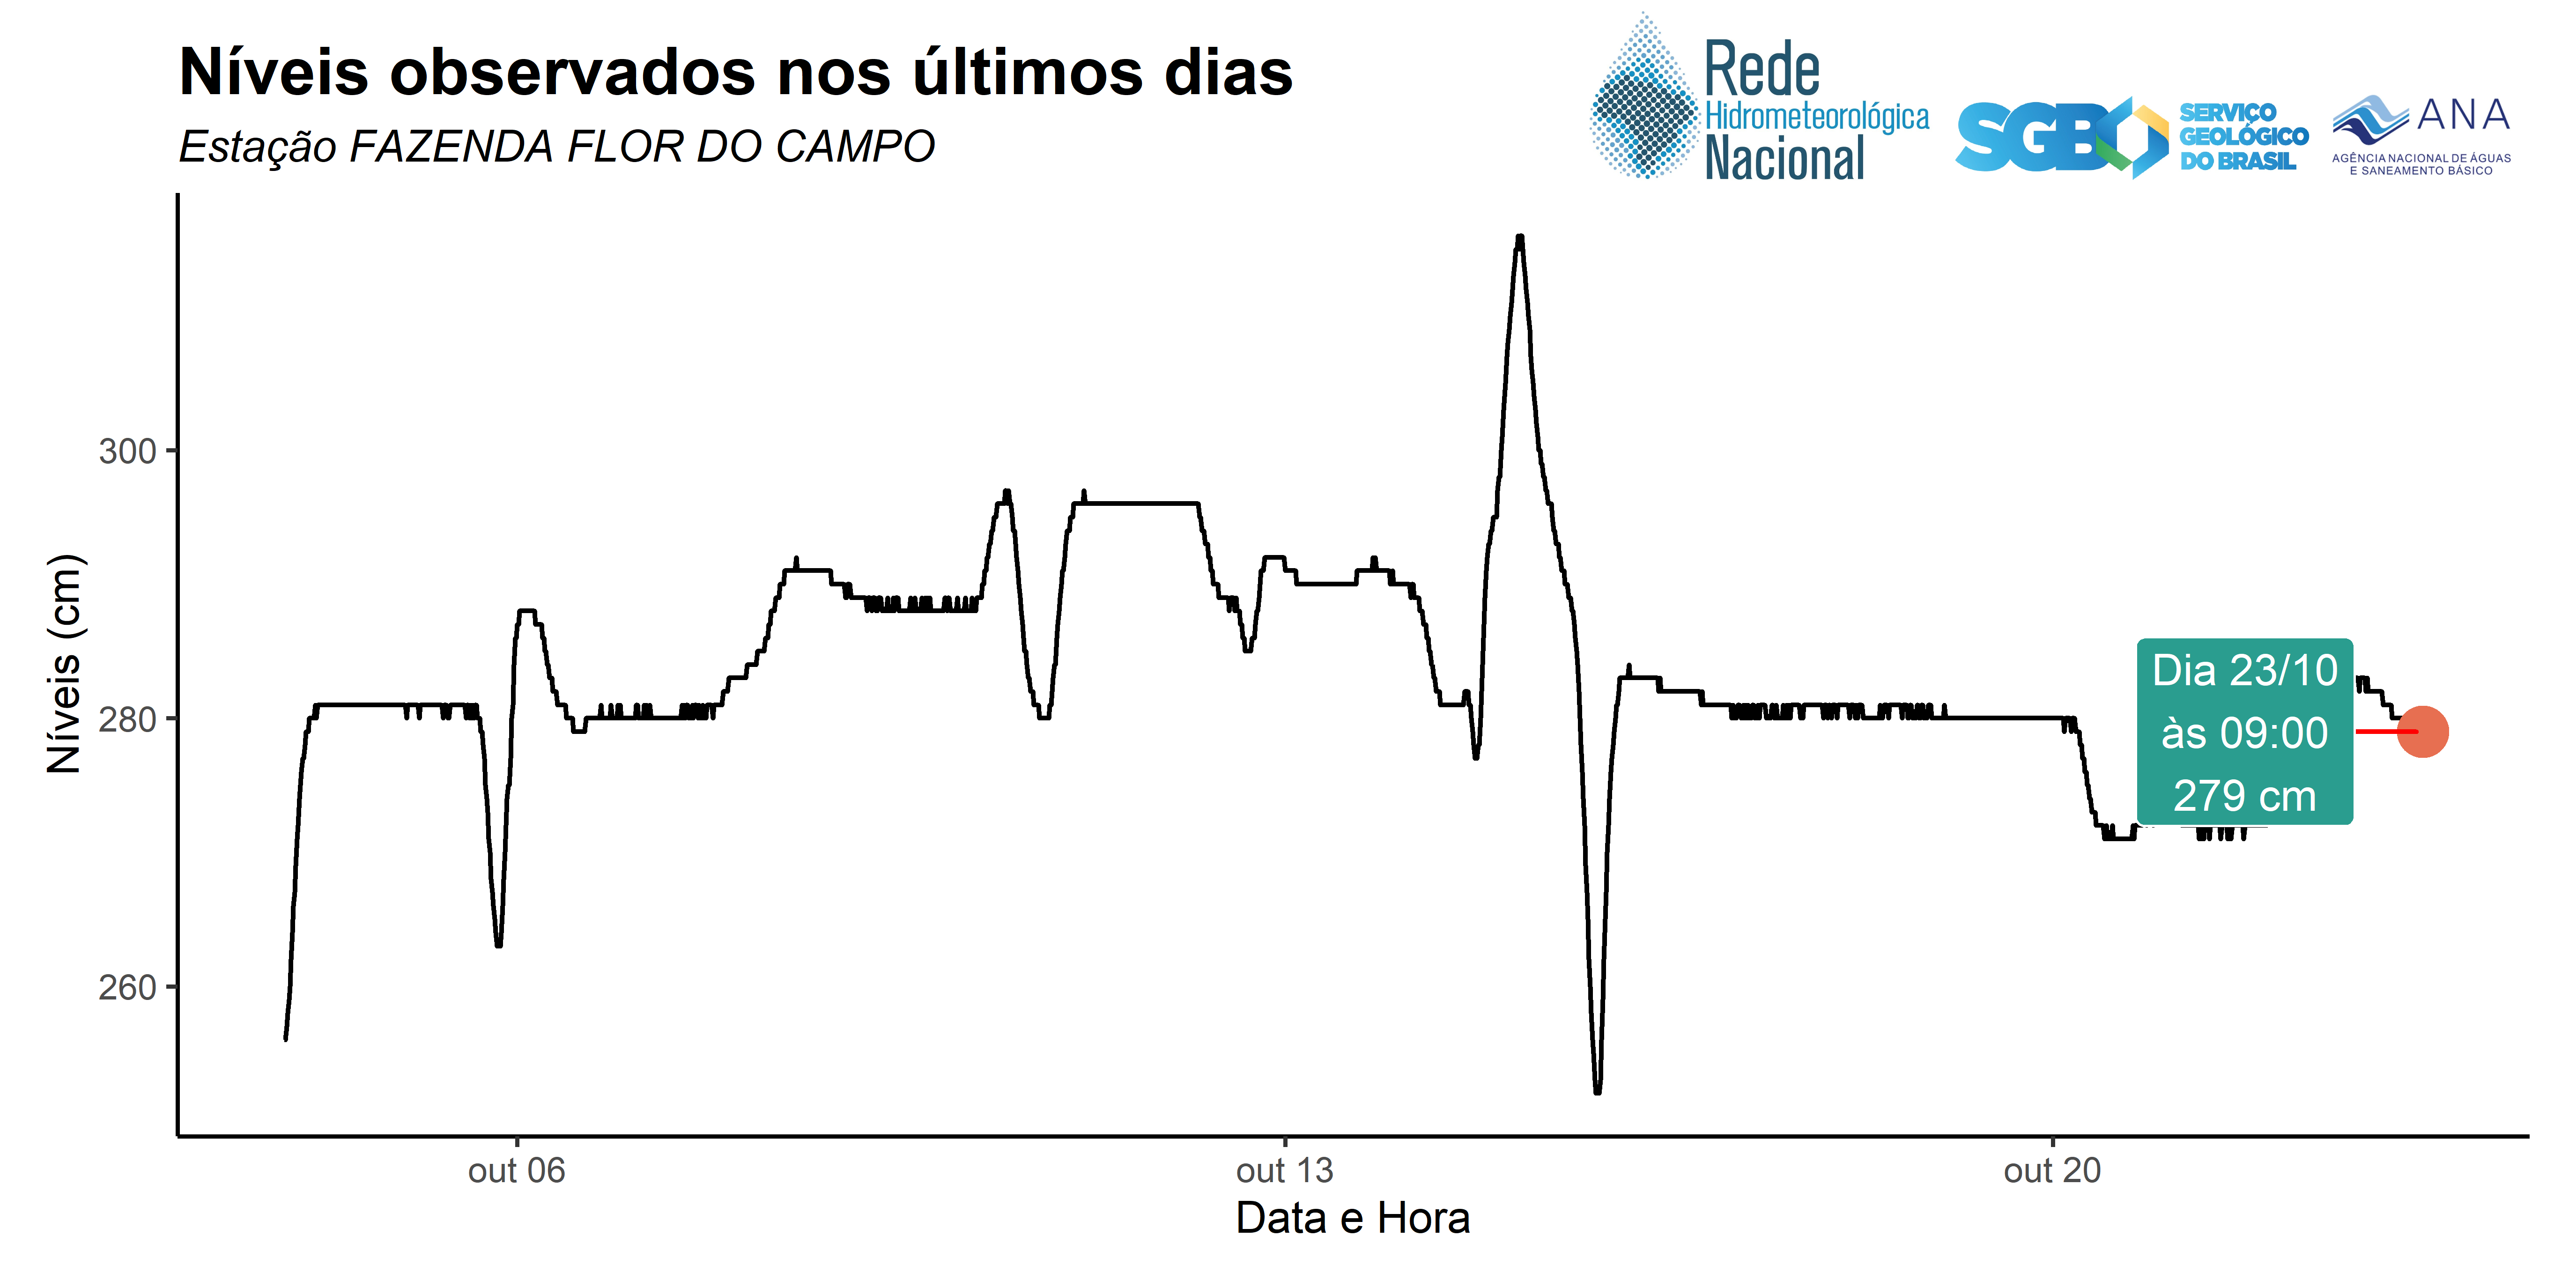 Níveis observados nos últimos dias
Estação FAZENDA FLOR DO CAMPO
Rede
Hidrometeorológica
Nacional
SGB
SERVIÇO
GEOLÓGICO
DO BRASIL
ANA
AGÊNCIA NACIONAL DE ÁGUAS
E SANEAMENTO BÁSICO
Níveis (cm)
300
280
260
Dia 23/10
às 09:00
279 cm
out 06
out 13
out 20
Data e Hora